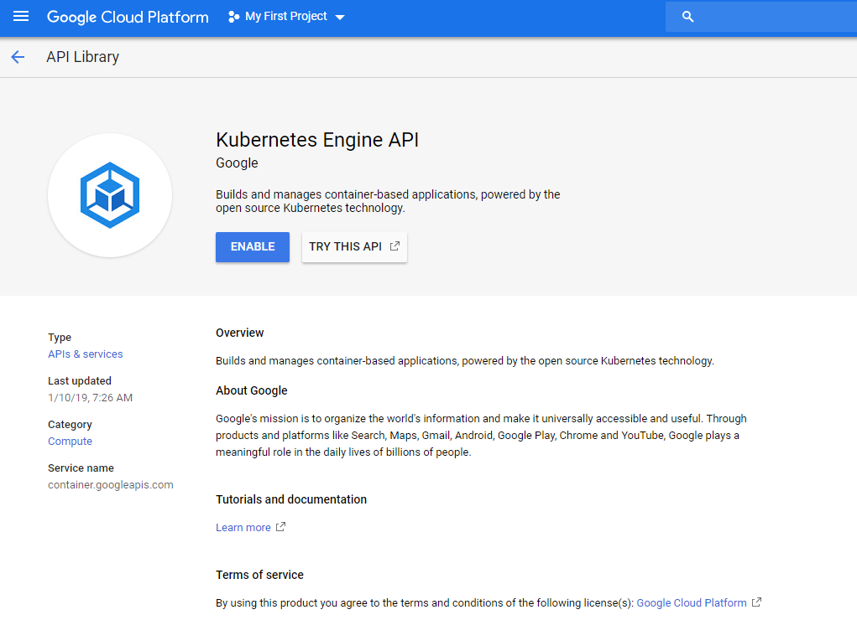 Google Cloud Platform
My First Project
API Library
Kubernetes Engine API
Google
Builds and manages container-based applications, powered by the
open source Kubernetes technology.
ENABLE
TRY THIS API
Type
APIs & services
Last updated
1/10/19, 7:26 AM
Category
Compute
Service name
container.googleapis.com
Overview
Builds and manages container-based applications, powered by the open source Kubernetes technology.
About Google
Google's mission is to organize the world's information and make it universally accessible and useful. Through
products and platforms like Search, Maps, Gmail, Android, Google Play, Chrome and YouTube, Google plays a
meaningful role in the daily lives of billions of people.
Tutorials and documentation
Learn more
Terms of service
By using this product you agree to the terms and conditions of the following license(s): Google Cloud Platform